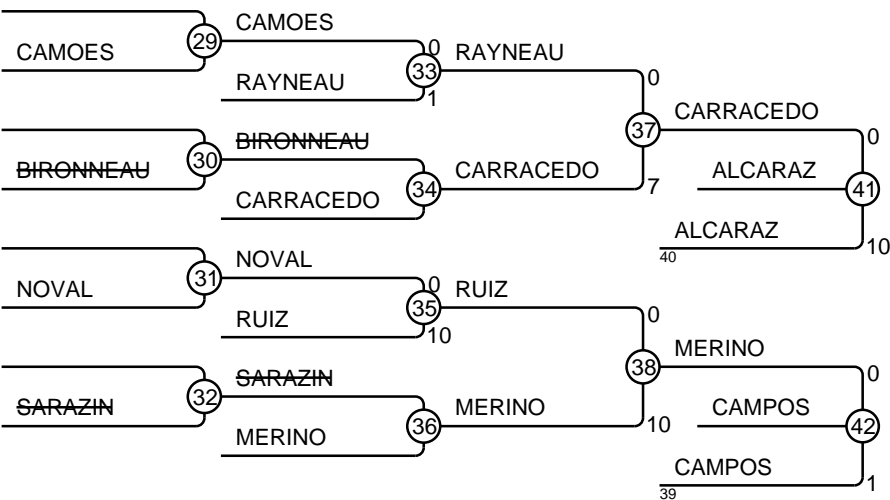 CAMOES
29
CAMOES
0
33
RAYNEAU
1
RAYNEAU
0
BIRONNEAU
30
BIRONNEAU
34
CARRACEDO
CARRACEDO
37
7
CARRACEDO
0
ALCARAZ
41
ALCARAZ
40
10
NOVAL
31
NOVAL
0
35
RUIZ
10
RUIZ
0
SARAZIN
32
SARAZIN
36
MERINO
MERINO
38
10
MERINO
0
CAMPOS
42
CAMPOS
39
1